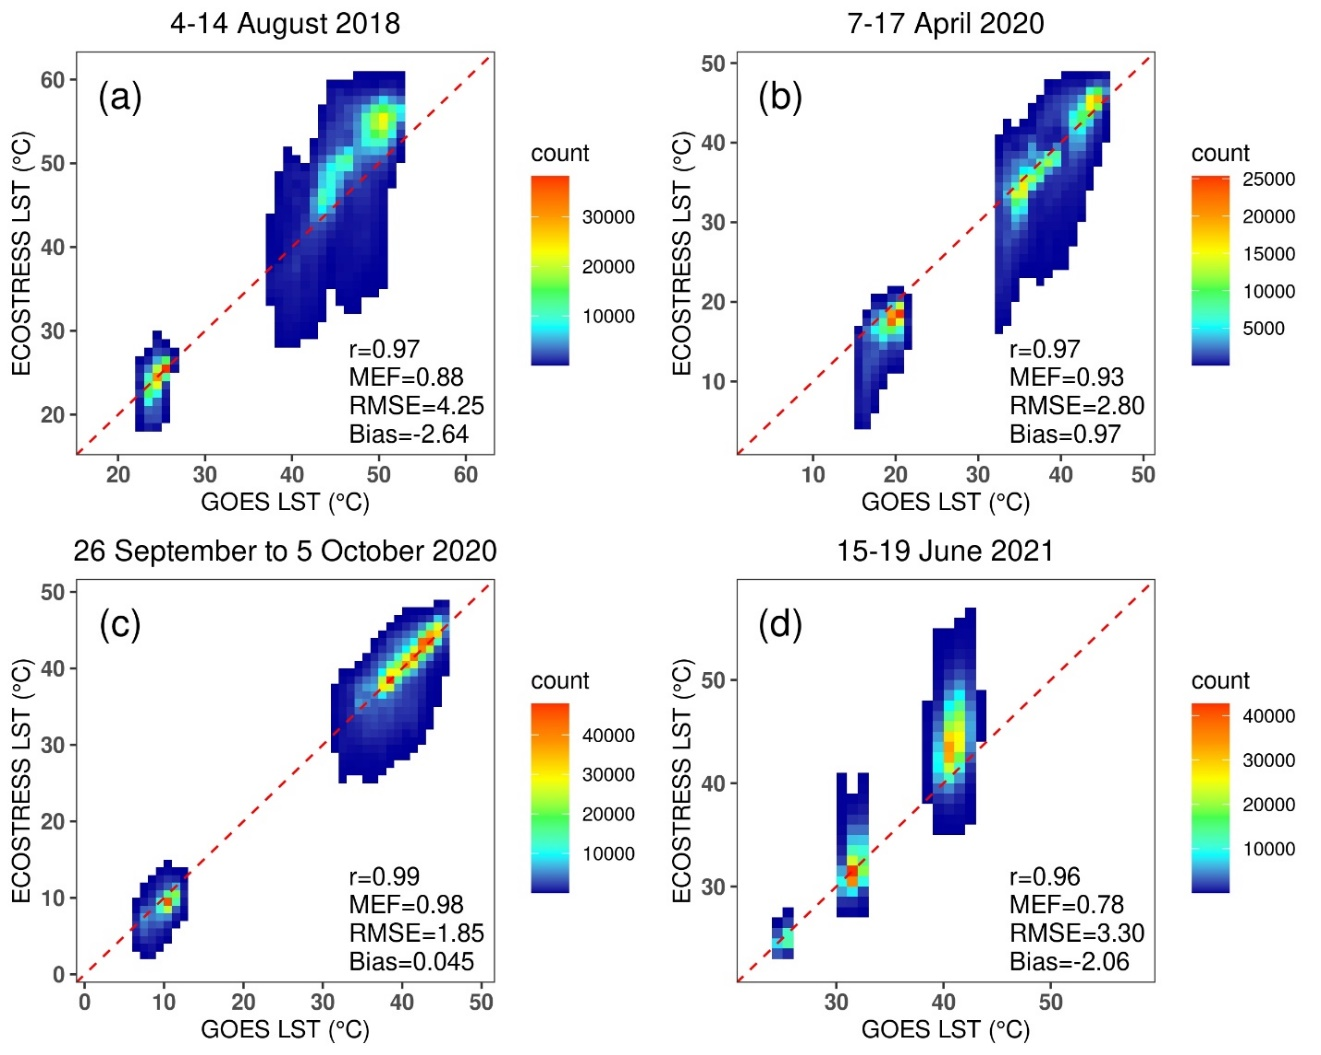 4-14 August 2018
(a)
ECOSTRESS LST (°C)
60
50
40
30
20
r=0.97
MEF=0.88
RMSE=4.25
Bias=-2.64
20 30 40 50 60
GOES LST (°C)
count
30000
20000
10000
7-17 April 2020
(b)
ECOSTRESS LST (°C)
50
40
30
20
10
r=0.97
MEF=0.93
RMSE=2.80
Bias=0.97
10 20 30 40 50
GOES LST (°C)
count
25000
20000
15000
10000
5000
26 September to 5 October 2020
(c)
ECOSTRESS LST (°C)
50
40
30
20
10
0
r=0.99
MEF=0.98
RMSE=1.85
Bias=0.045
0 10 20 30 40 50
GOES LST (°C)
count
40000
30000
20000
10000
15-19 June 2021
(d)
ECOSTRESS LST (°C)
50
40
30
r=0.96
MEF=0.78
RMSE=3.30
Bias=-2.06
30 40 50
GOES LST (°C)
count
40000
30000
20000
10000